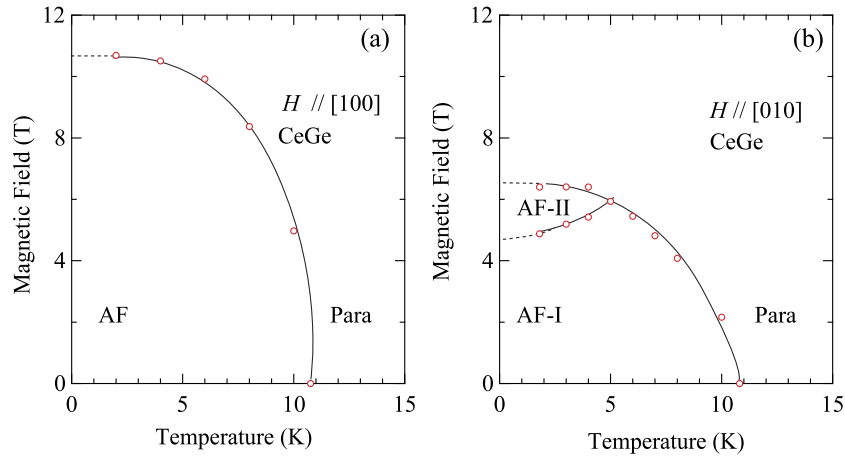 (a)
12
8
4
0
Magnetic Field (T)
H // [100]
CeGe
AF
Para
0
5
10
15
Temperature (K)
(b)
12
8
4
0
Magnetic Field (T)
H // [010]
CeGe
AF-II
AF-I
Para
0
5
10
15
Temperature (K)